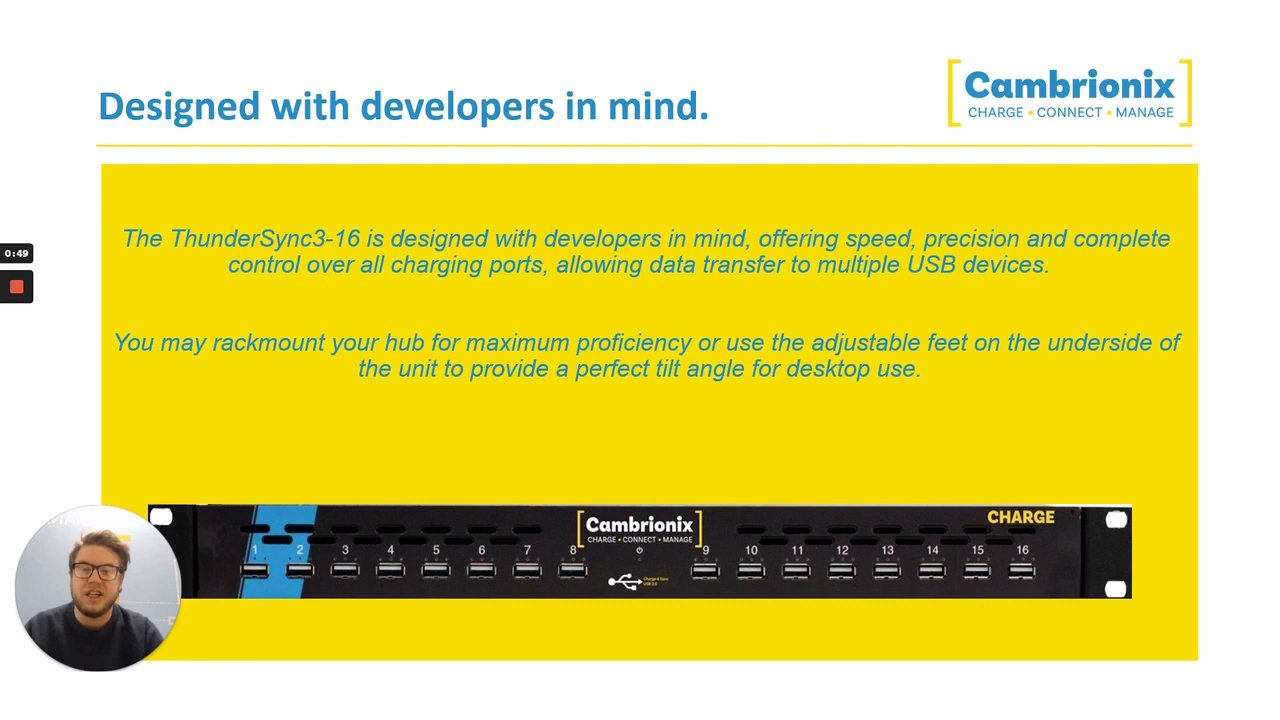 Designed with developers in mind.
Cambrionix
CHARGE • CONNECT • MANAGE
The ThunderSync3-16 is designed with developers in mind, offering speed, precision and complete
control over all charging ports, allowing data transfer to multiple USB devices.
0:49
You may rackmount your hub for maximum proficiency or use the adjustable feet on the underside of
the unit to provide a perfect tilt angle for desktop use.
Cambrionix
CHARGE • CONNECT • MANAGE
CHARGE
1 2 3 4 5 6 7 8 9 10 11 12 13 14 15 16
Charge & Sync
USB 2.0